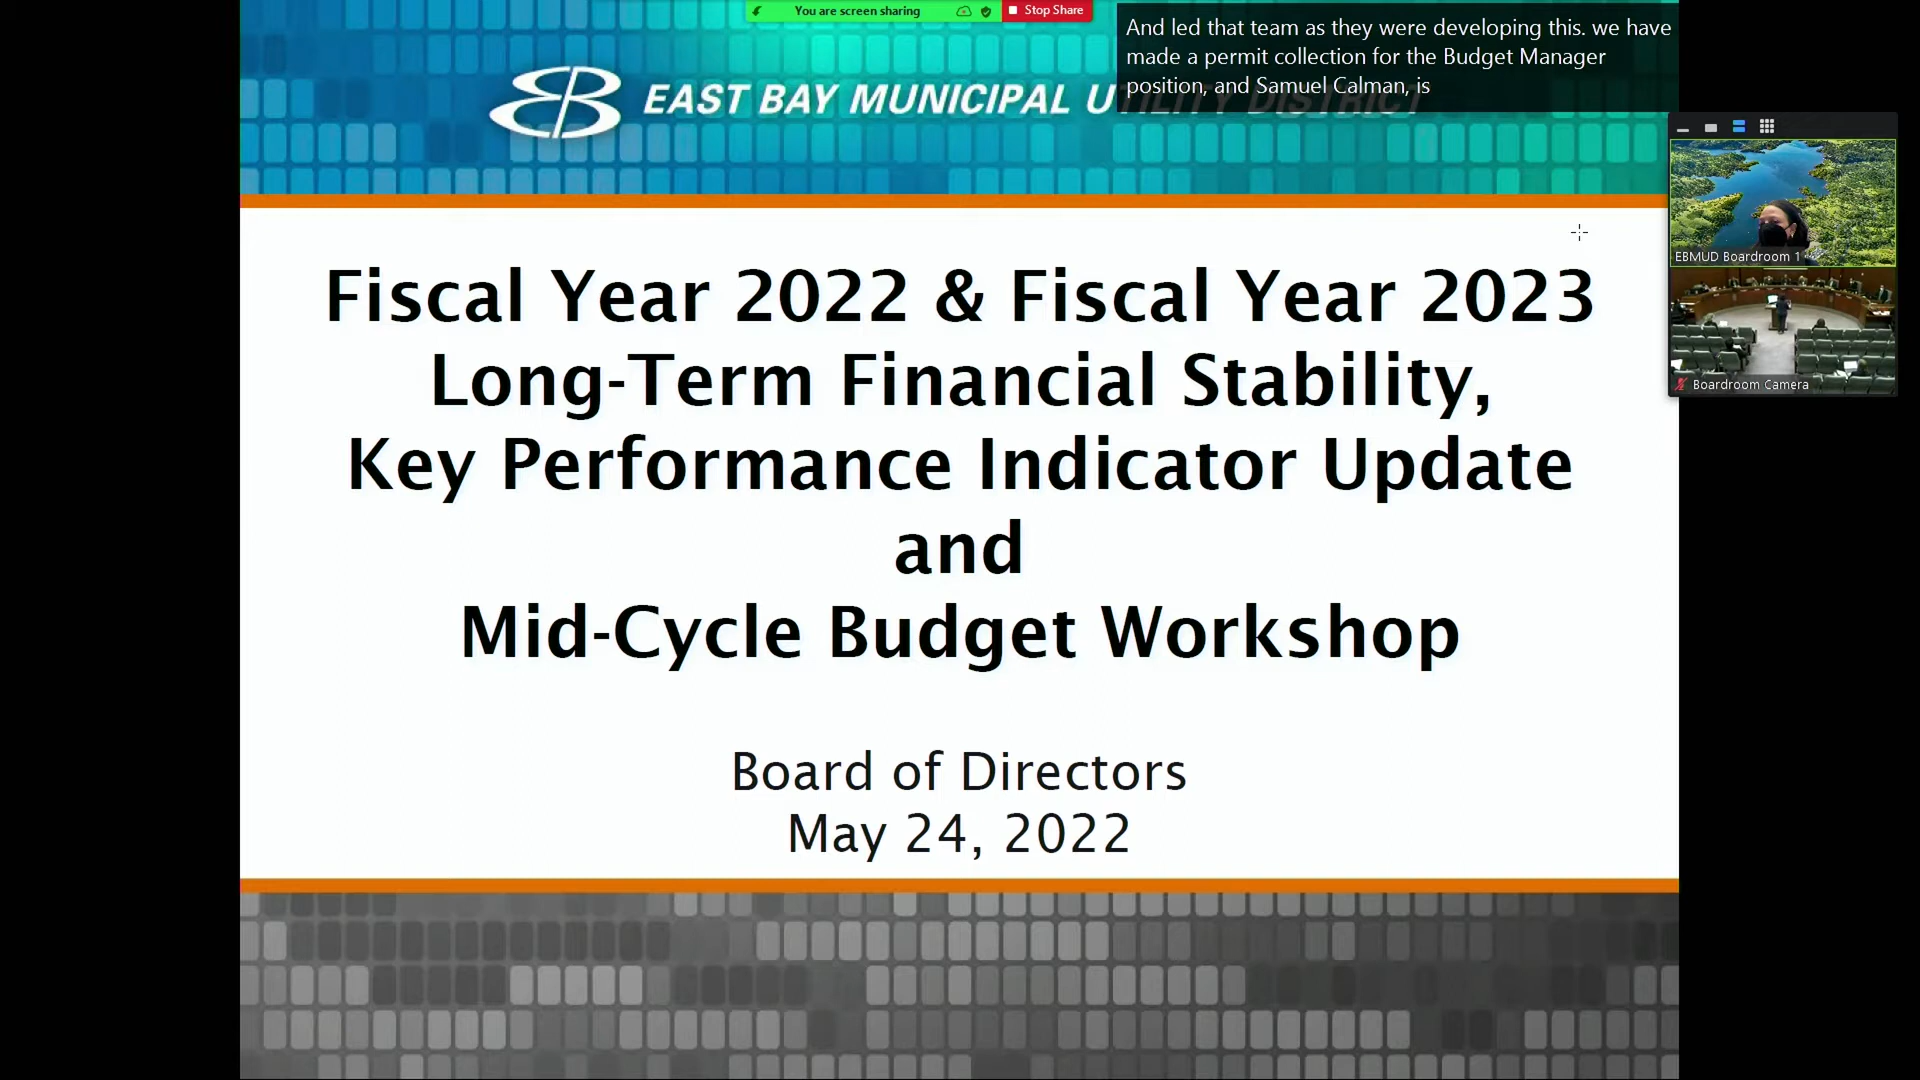 You are screen sharing
Stop Share
And led that team as they were developing this. we have
made a permit collection for the Budget Manager
position, and Samuel Calman, is
EAST BAY MUNICIPAL UTILITY DISTRICT
EBMUD Boardroom 1
Boardroom Camera
Fiscal Year 2022 & Fiscal Year 2023
Long-Term Financial Stability,
Key Performance Indicator Update
and
Mid-Cycle Budget Workshop
Board of Directors
May 24, 2022